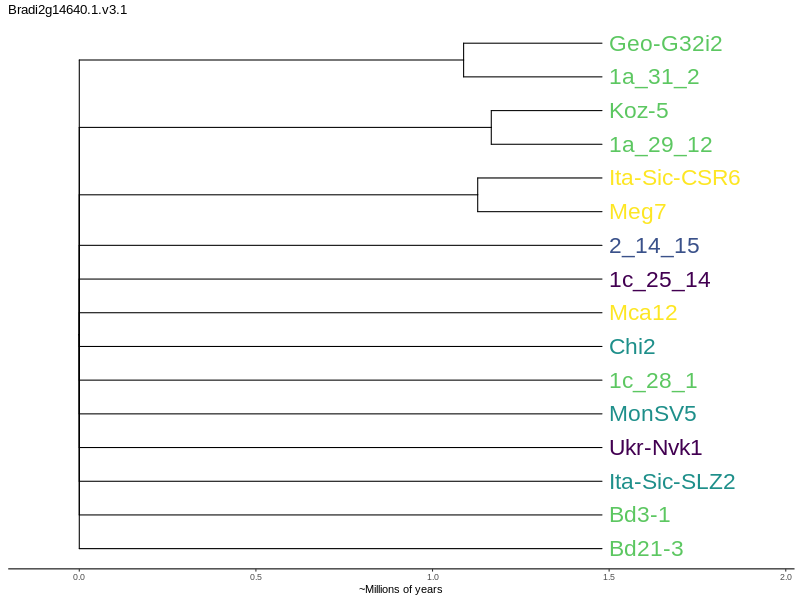 Bradi2g14640.1.v3.1
Geo-G32i2
1a_31_2
Koz-5
1a_29_12
Ita-Sic-CSR6
Meg7
2_14_15
1c_25_14
Mca12
Chi2
1c_28_1
MonSV5
Ukr-Nvk1
Ita-Sic-SLZ2
Bd3-1
Bd21-3
0.0 0.5 1.0 1.5 2.0
~Millions of years